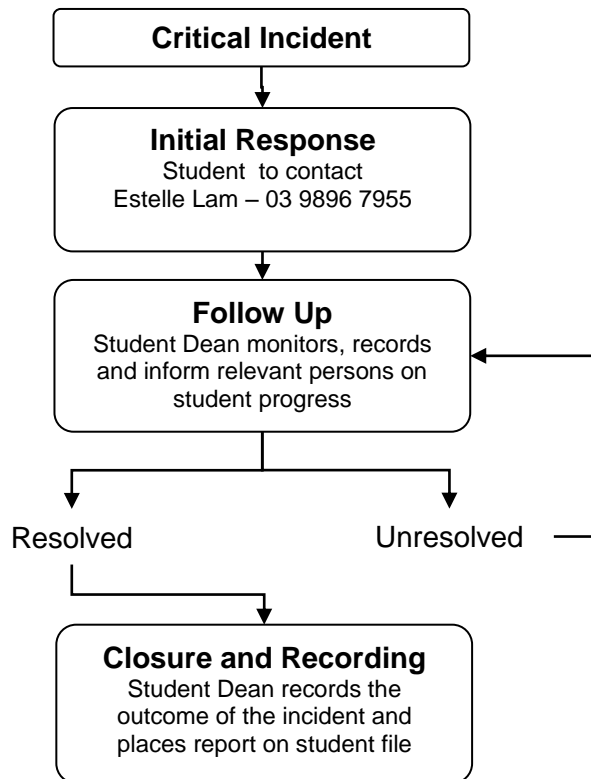 Critical Incident
Initial Response
Student to contact
Estelle Lam – 03 9896 7955
Follow Up
Student Dean monitors, records
and inform relevant persons on
student progress
Resolved
Unresolved
Closure and Recording
Student Dean records the
outcome of the incident and
places report on student file